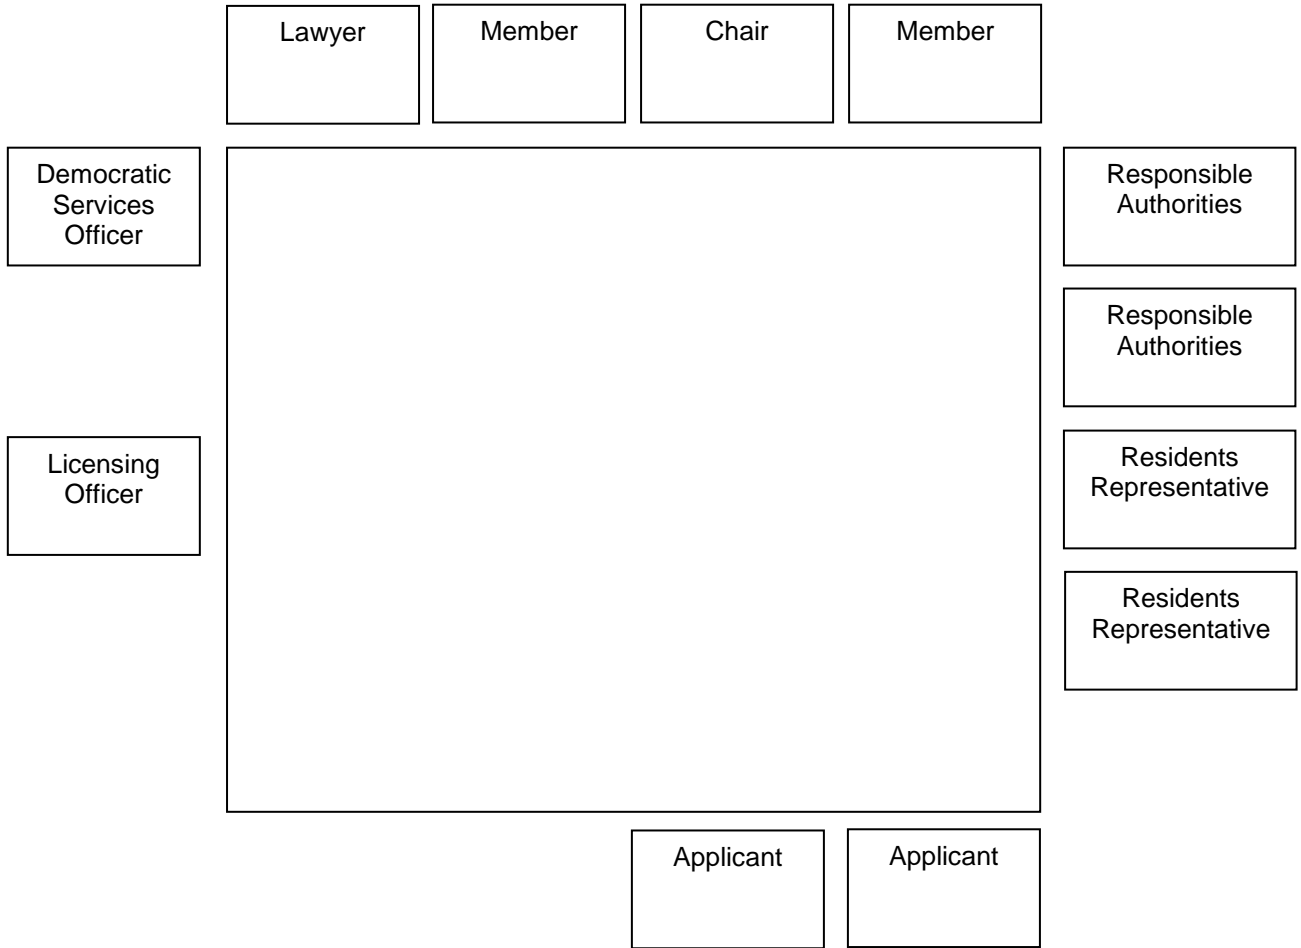 Lawyer
Member
Chair
Member
Democratic
Services
Officer
Responsible
Authorities
Responsible
Authorities
Licensing
Officer
Residents
Representative
Residents
Representative
Applicant
Applicant